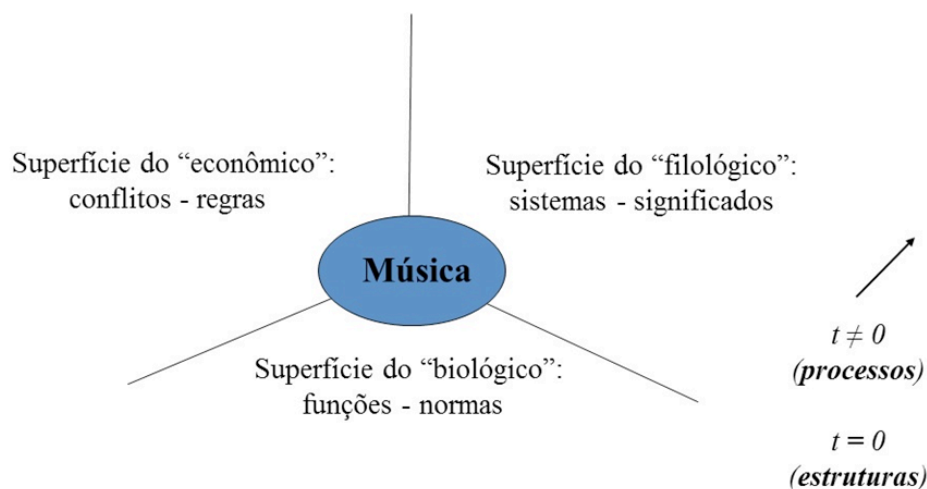 Superfície do “econômico”:
conflitos - regras
Superfície do “filológico”:
sistemas - significados
Música
Superfície do “biológico”:
funções - normas
t ≠ 0
(processos)
t = 0
(estruturas)